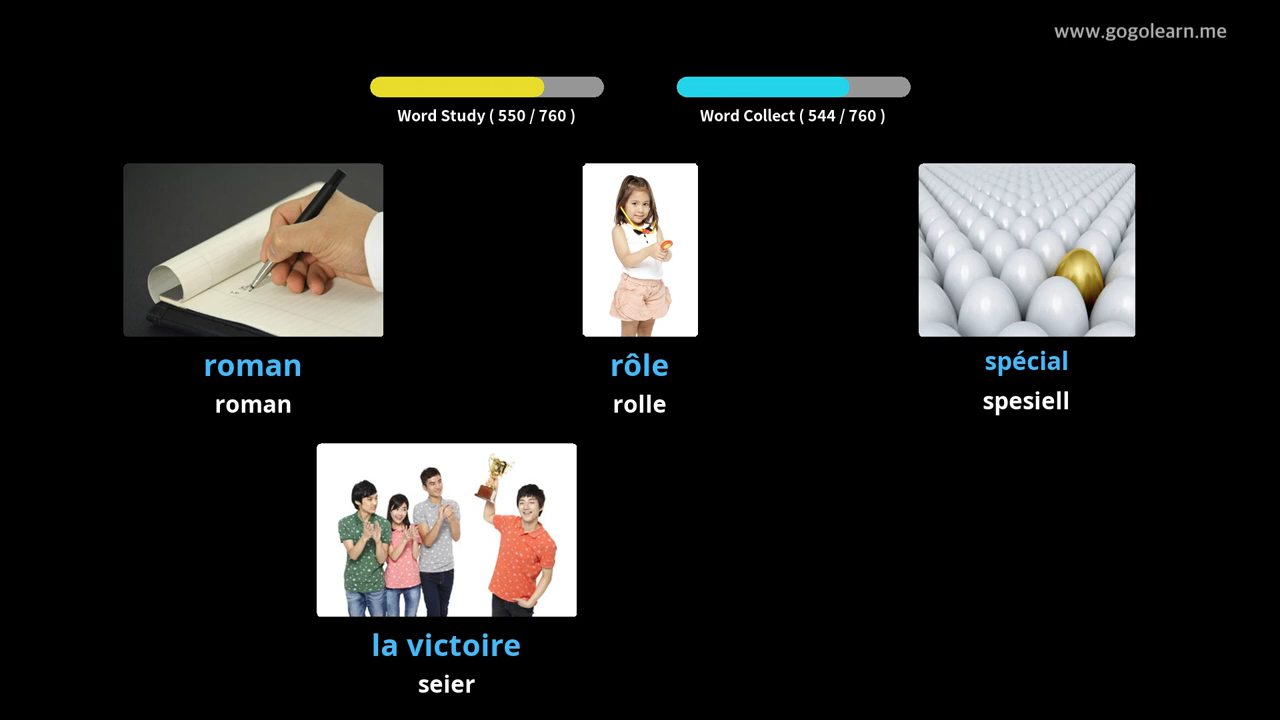 www.gogolearn.me
Word Study ( 550 / 760 )
Word Collect ( 544 / 760 )
roman
roman
rôle
rolle
spécial
spesiell
la victoire
seier